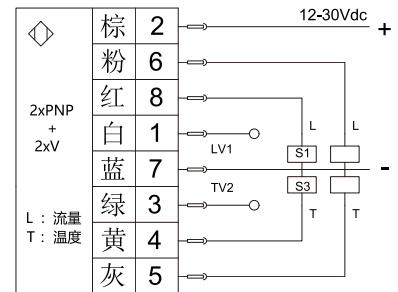 棕 2 12-30Vdc +
粉 6
红 8
2xPNP
+
2xV
白 1
L L
LV1 S1
蓝 7 -
TV2 S3
绿 3
L：流量 T T
T：温度
黄 4
灰 5